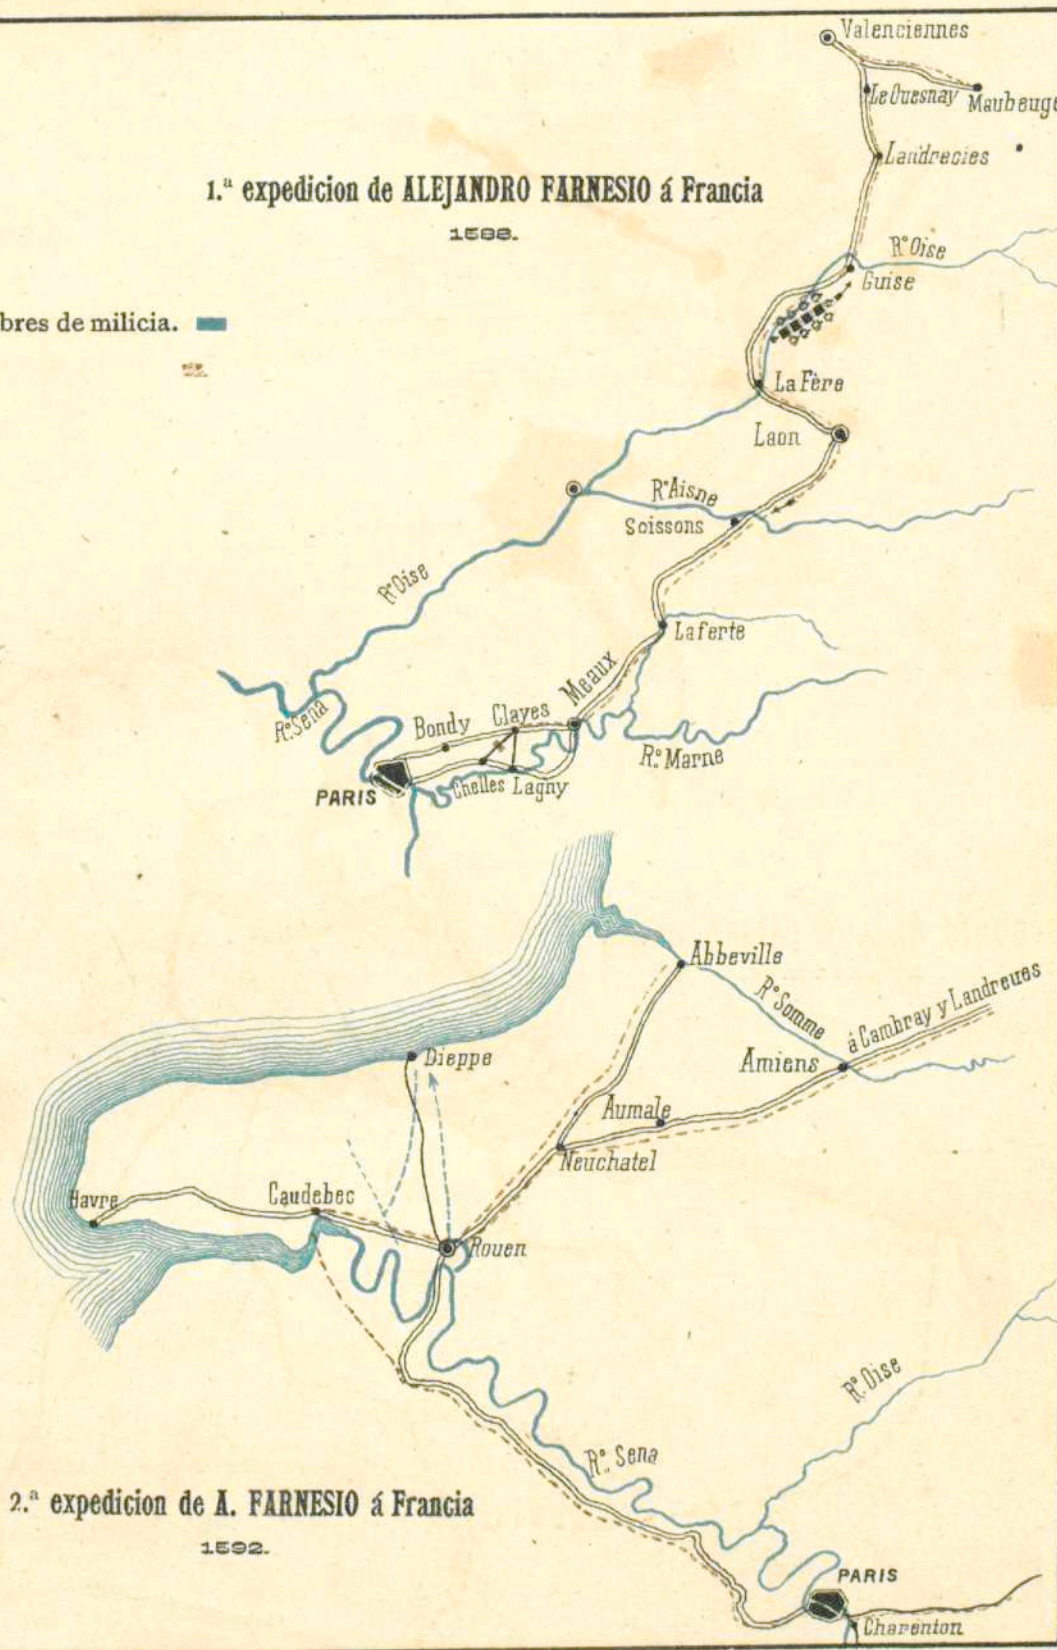 Valenciennes
Le Quesnay
Maubeuge
Landrecies
1.ª expedicion de ALEJANDRO FARNESIO á Francia
1588.
R.º Oise
Guise
bres de milicia.
La Fère
Laon
R.º Aisne
Soissons
R.º Oise
Laferte
Meaux
R.º Sena
Bondy
Clayes
R.º Marne
PARIS
Chelles
Lagny
Abbeville
R.º Somme
á Cambray y Landreues
Dieppe
Amiens
Aumale
Neuchatel
Havre
Caudebec
Rouen
R.º Oise
R.º Sena
2.ª expedicion de A. FARNESIO á Francia
1592.
PARIS
Charenton